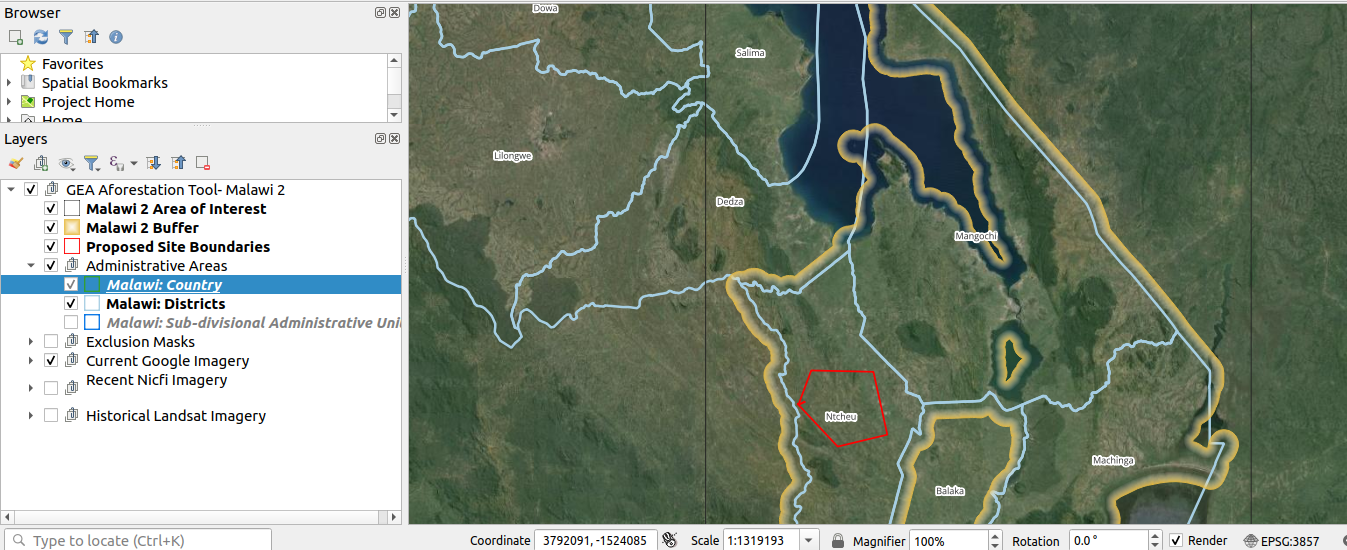 Browser
Favorites
Spatial Bookmarks
Project Home
Home
Layers
GEA Aforestation Tool- Malawi 2
Malawi 2 Area of Interest
Malawi 2 Buffer
Proposed Site Boundaries
Administrative Areas
Malawi: Country
Malawi: Districts
Malawi: Sub-divisional Administrative Uni
Exclusion Masks
Current Google Imagery
Recent Nicfi Imagery
Historical Landsat Imagery
Dowa
Salima
Lilongwe
Dedza
Mangochi
Ntcheu
Machinga
Balaka
Type to locate (Ctrl+K)
Coordinate 3792091, -1524085 Scale 1:1319193 Magnifier 100% Rotation 0.0 ° Render EPSG:3857